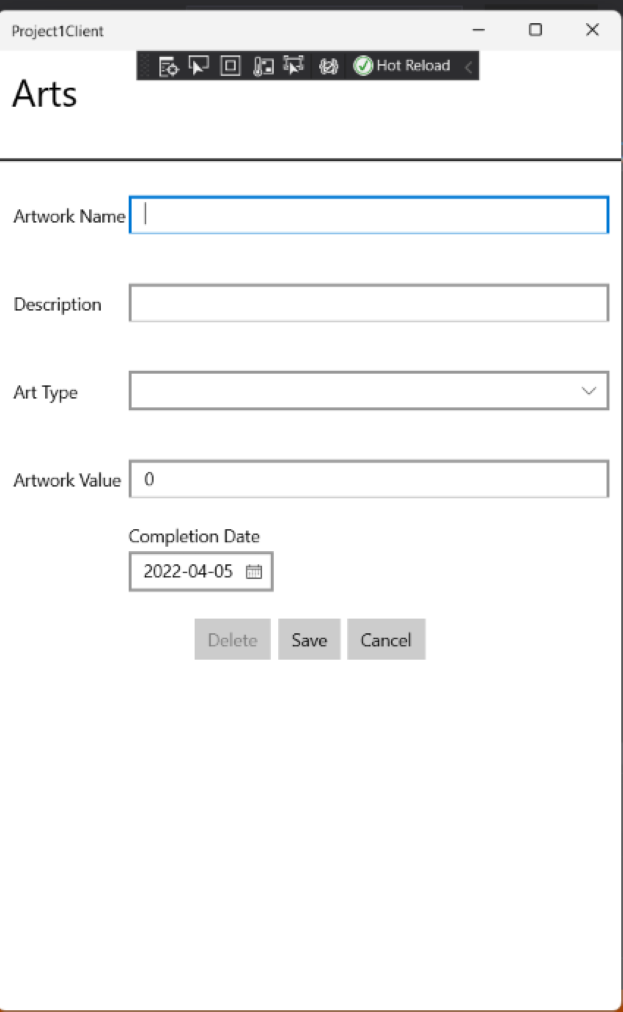 Project1Client
Hot Reload
Arts
Artwork Name
Description
Art Type
Artwork Value 0
Completion Date
2022-04-05
Delete Save Cancel